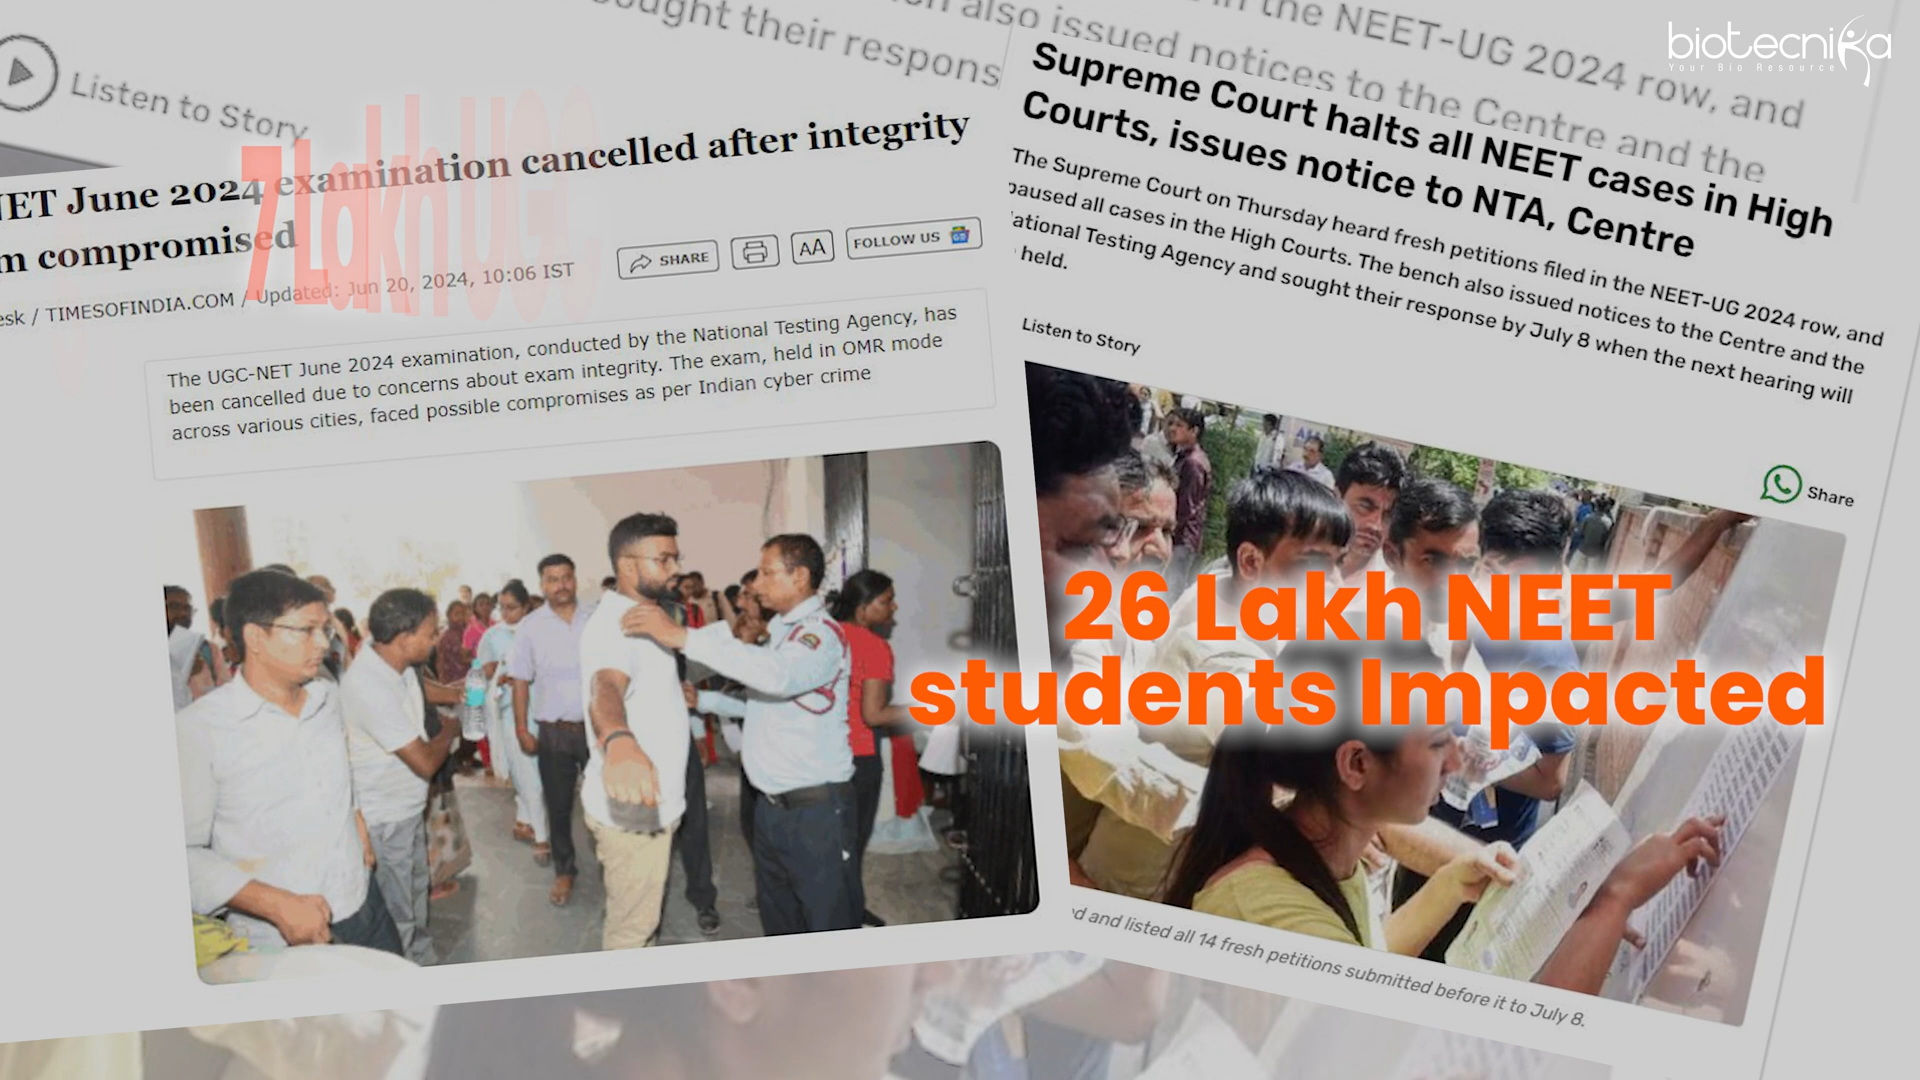 Listen to Story
NET June 2024 examination cancelled after integrity
m compromised
esk / TIMESOFINDIA.COM / Updated: Jun 20, 2024, 10:06 IST
SHARE
AA
FOLLOW US
The UGC-NET June 2024 examination, conducted by the National Testing Agency, has
been cancelled due to concerns about exam integrity. The exam, held in OMR mode
across various cities, faced possible compromises as per Indian cyber crime
7 Lakh UGC
ought their respons
in the NEET-UG 2024 row, and
also issued notices to the Centre and the
biotecnika
Your Bio Resource
Supreme Court halts all NEET cases in High
Courts, issues notice to NTA, Centre
The Supreme Court on Thursday heard fresh petitions filed in the NEET-UG 2024 row, and
paused all cases in the High Courts. The bench also issued notices to the Centre and the
National Testing Agency and sought their response by July 8 when the next hearing will
held.
Listen to Story
Share
26 Lakh NEET
students Impacted
d and listed all 14 fresh petitions submitted before it to July 8.